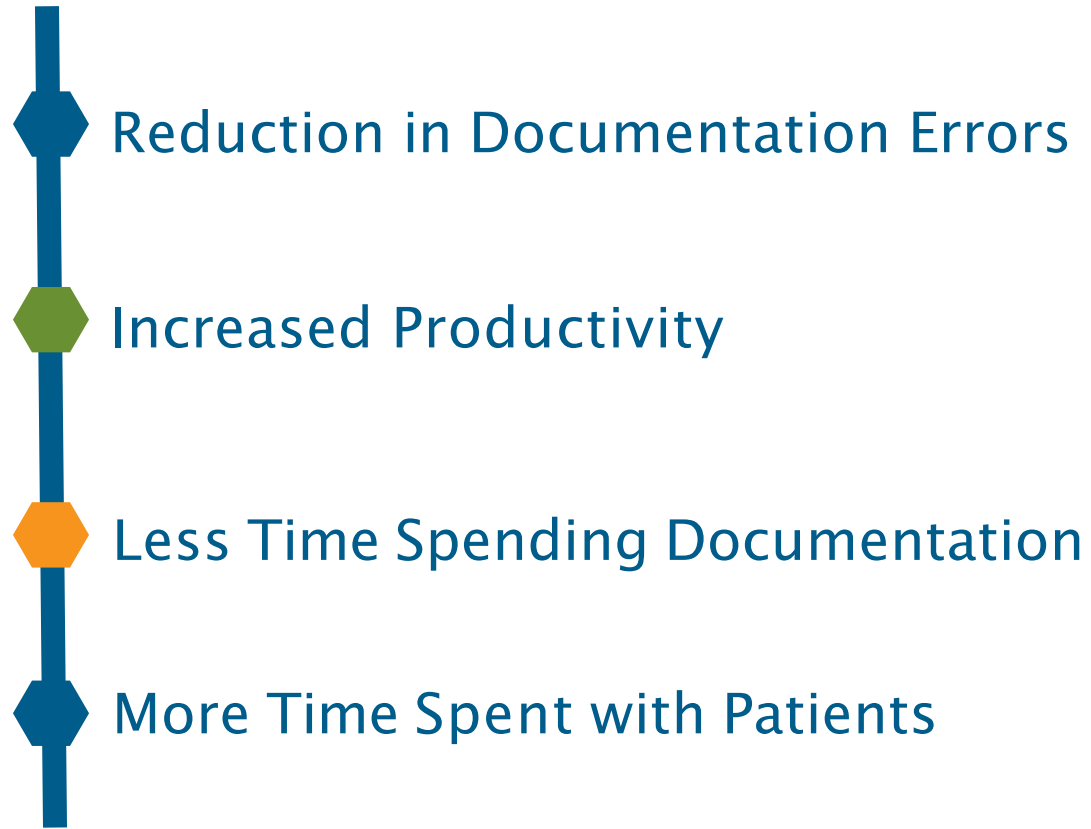 Reduction in Documentation Errors
Increased Productivity
Less Time Spending Documentation
More Time Spent with Patients